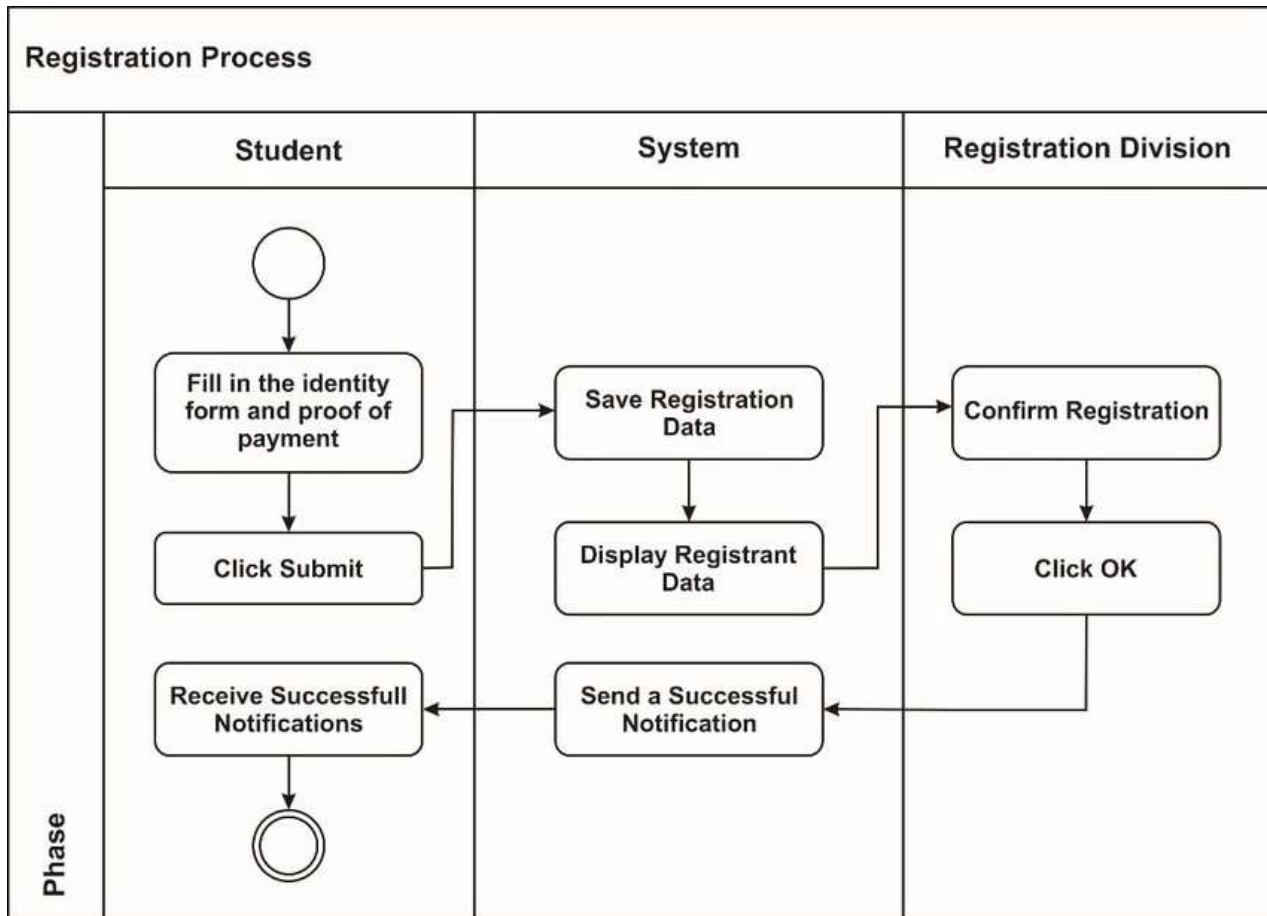 Registration Process
Student
System
Registration Division
Fill in the identity
form and proof of
payment
Click Submit
Save Registration
Data
Display Registrant
Data
Confirm Registration
Click OK
Send a Successful
Notification
Receive Successfull
Notifications
Phase